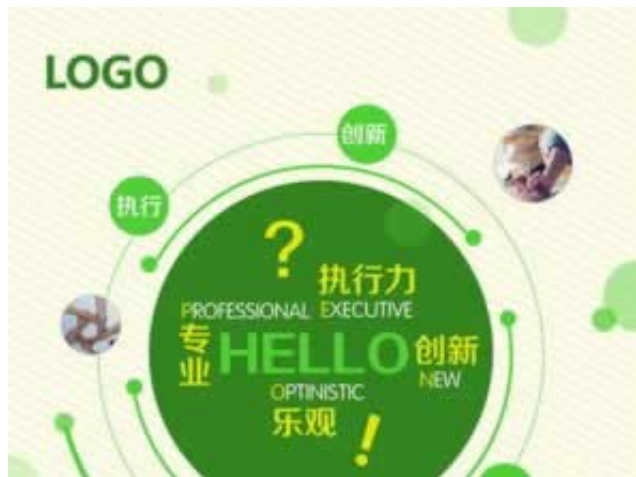 LOGO
创新
执行
?
执行力
PROFESSIONAL EXECUTIVE
专业
HELLO
创新
NEW
OPTINISTIC
乐观
!